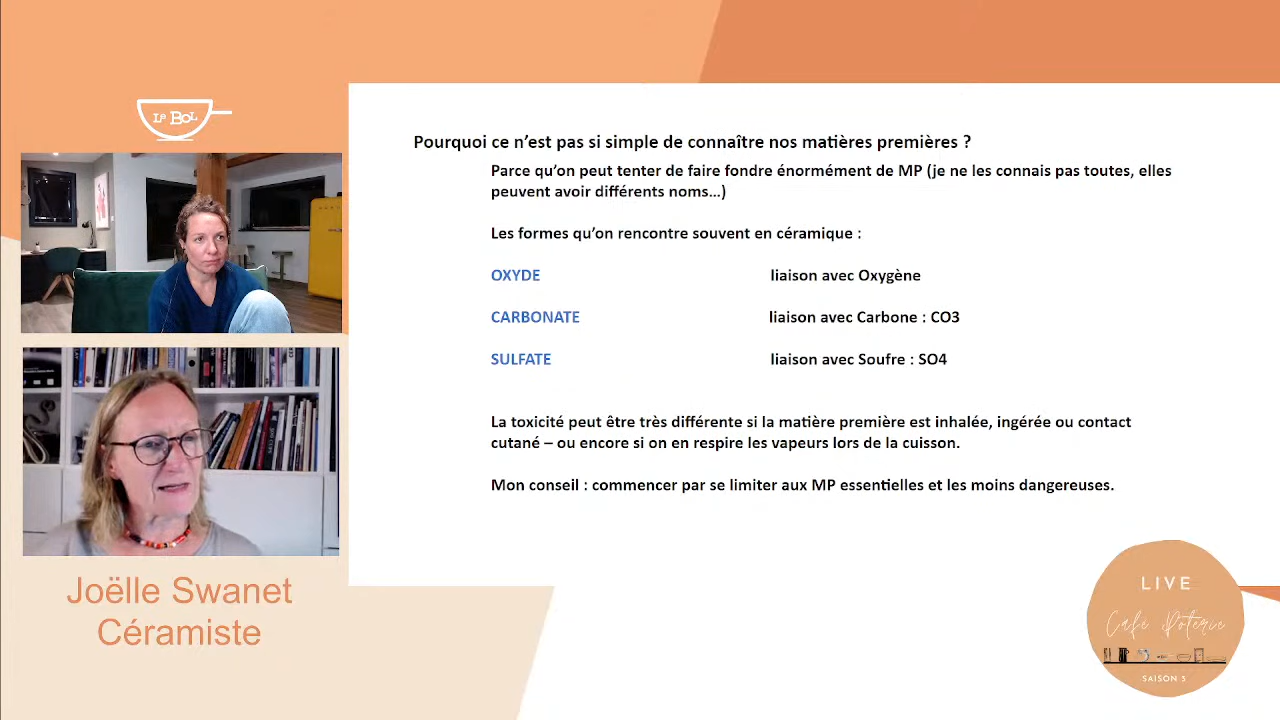 Le BoL
Pourquoi ce n’est pas si simple de connaître nos matières premières ?
Parce qu’on peut tenter de faire fondre énormément de MP (je ne les connais pas toutes, elles
peuvent avoir différents noms…)
Les formes qu’on rencontre souvent en céramique :
OXYDE liaison avec Oxygène
CARBONATE liaison avec Carbone : CO3
SULFATE liaison avec Soufre : SO4
La toxicité peut être très différente si la matière première est inhalée, ingérée ou contact
cutané – ou encore si on en respire les vapeurs lors de la cuisson.
Mon conseil : commencer par se limiter aux MP essentielles et les moins dangereuses.
Joëlle Swanet
Céramiste
LIVE
Café Poterie
SAISON 3